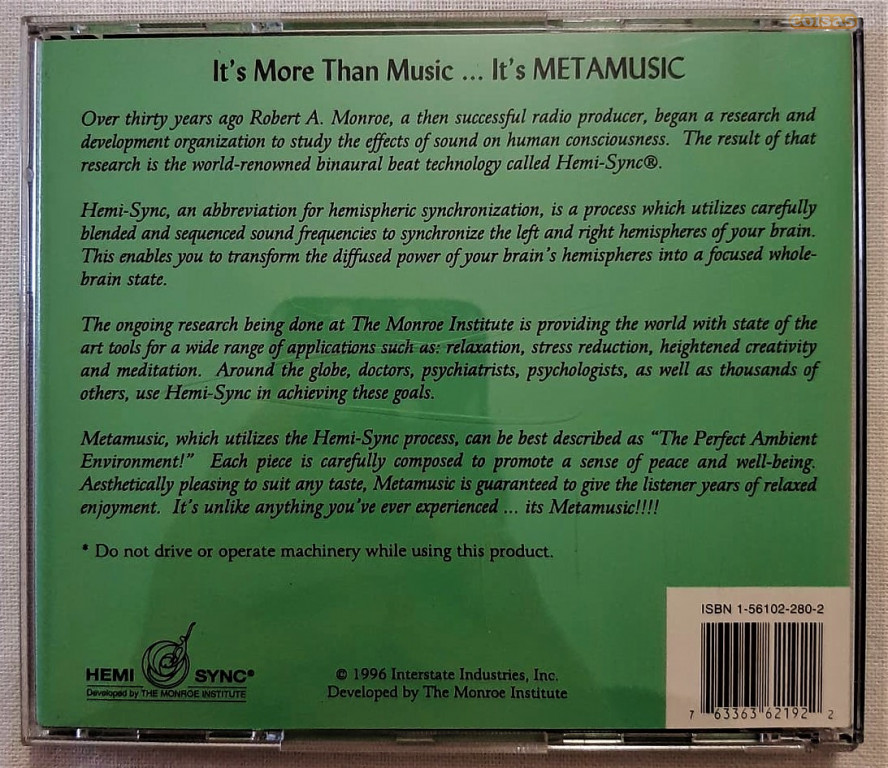 coisas
It's More Than Music ... It's METAMUSIC
Over thirty years ago Robert A. Monroe, a then successful radio producer, began a research and
development organization to study the effects of sound on human consciousness. The result of that
research is the world-renowned binaural beat technology called Hemi-Sync®.
Hemi-Sync, an abbreviation for hemispheric synchronization, is a process which utilizes carefully
blended and sequenced sound frequencies to synchronize the left and right hemispheres of your brain.
This enables you to transform the diffused power of your brain's hemispheres into a focused whole-
brain state.
The ongoing research being done at The Monroe Institute is providing the world with state of the
art tools for a wide range of applications such as: relaxation, stress reduction, heightened creativity
and meditation. Around the globe, doctors, psychiatrists, psychologists, as well as thousands of
others, use Hemi-Sync in achieving these goals.
Metamusic, which utilizes the Hemi-Sync process, can be best described as "The Perfect Ambient
Environment!" Each piece is carefully composed to promote a sense of peace and well-being.
Aesthetically pleasing to suit any taste, Metamusic is guaranteed to give the listener years of relaxed
enjoyment. It's unlike anything you've ever experienced ... its Metamusic!!!!
* Do not drive or operate machinery while using this product.
HEMI SYNC®
Developed by THE MONROE INSTITUTE
© 1996 Interstate Industries, Inc.
Developed by The Monroe Institute
ISBN 1-56102-280-2
7 63363 62192 2